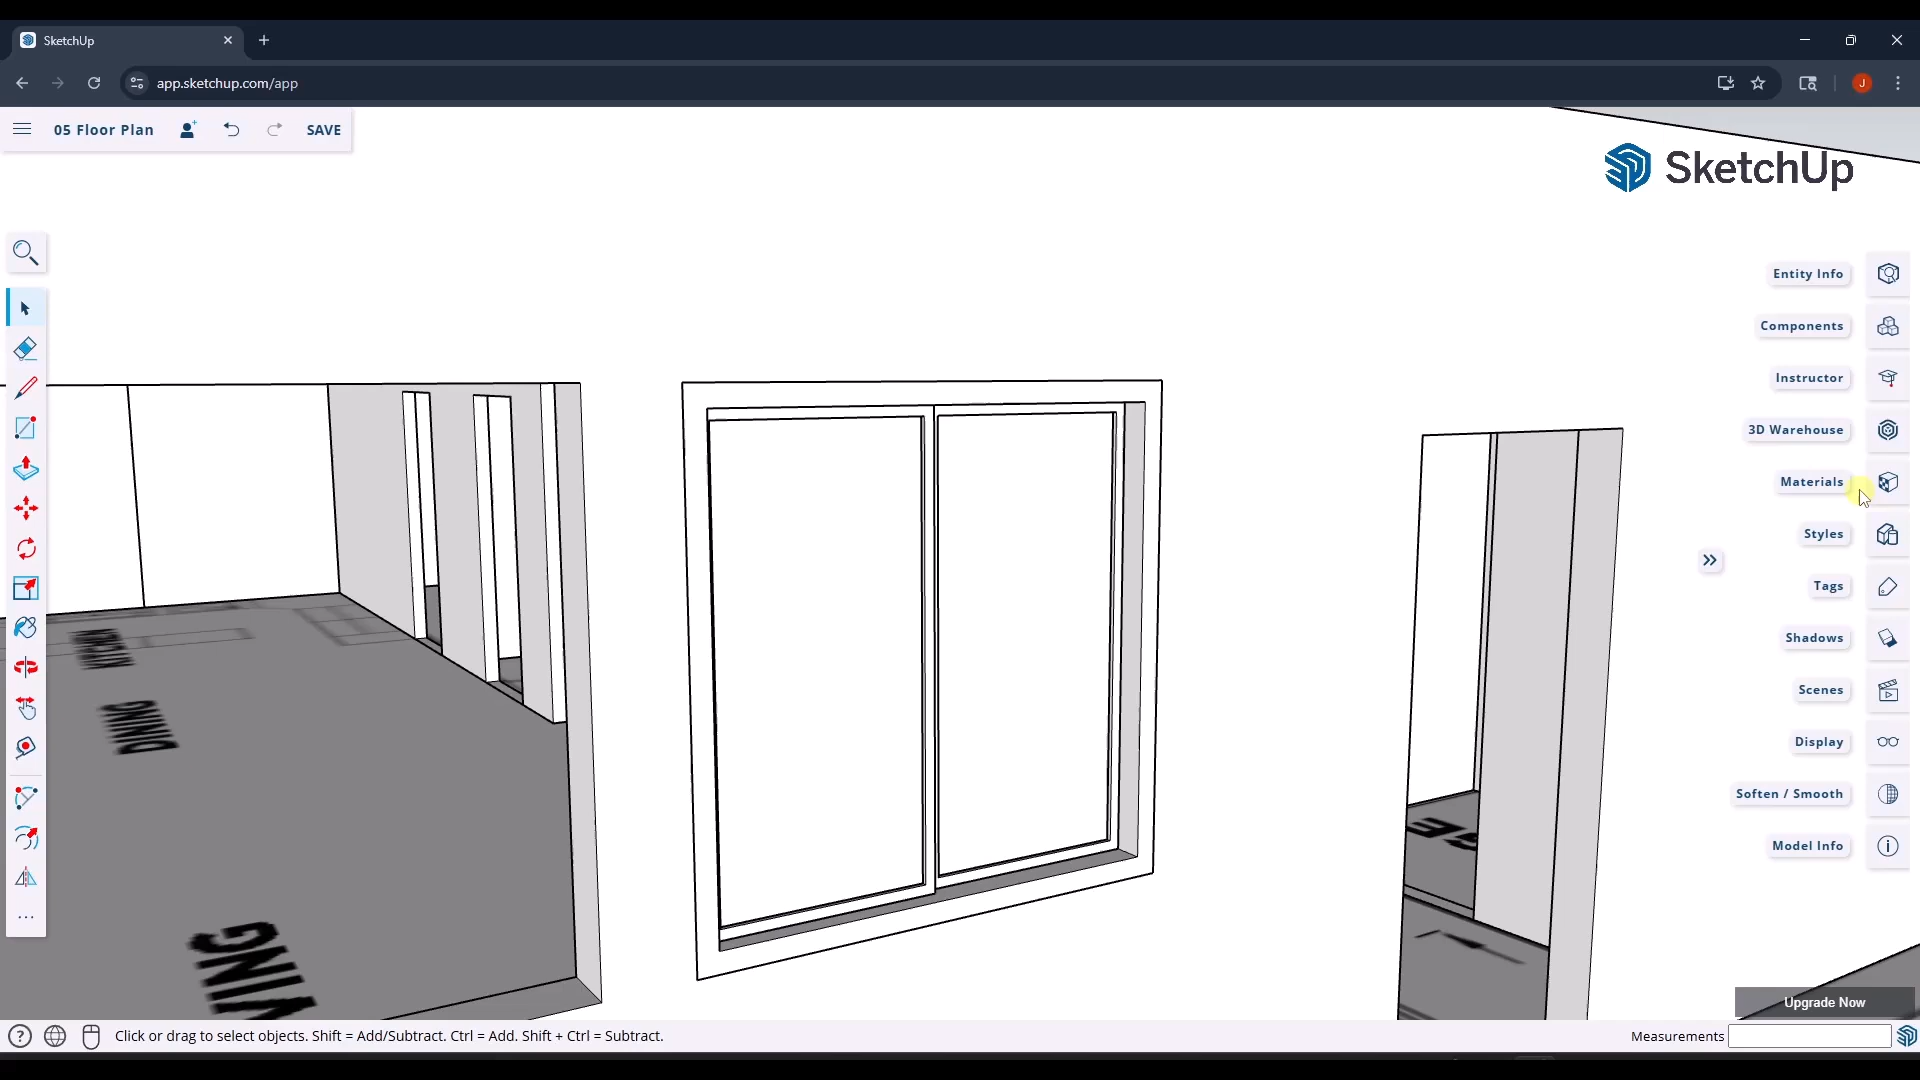 SketchUp
app.sketchup.com/app
J
05 Floor Plan
SAVE
SketchUp
Entity Info
Components
Instructor
3D Warehouse
Materials
Styles
Tags
Shadows
Scenes
Display
Soften / Smooth
Model Info
KITCHEN
DINING
Upgrade Now
Click or drag to select objects. Shift = Add/Subtract. Ctrl = Add. Shift + Ctrl = Subtract.
Measurements